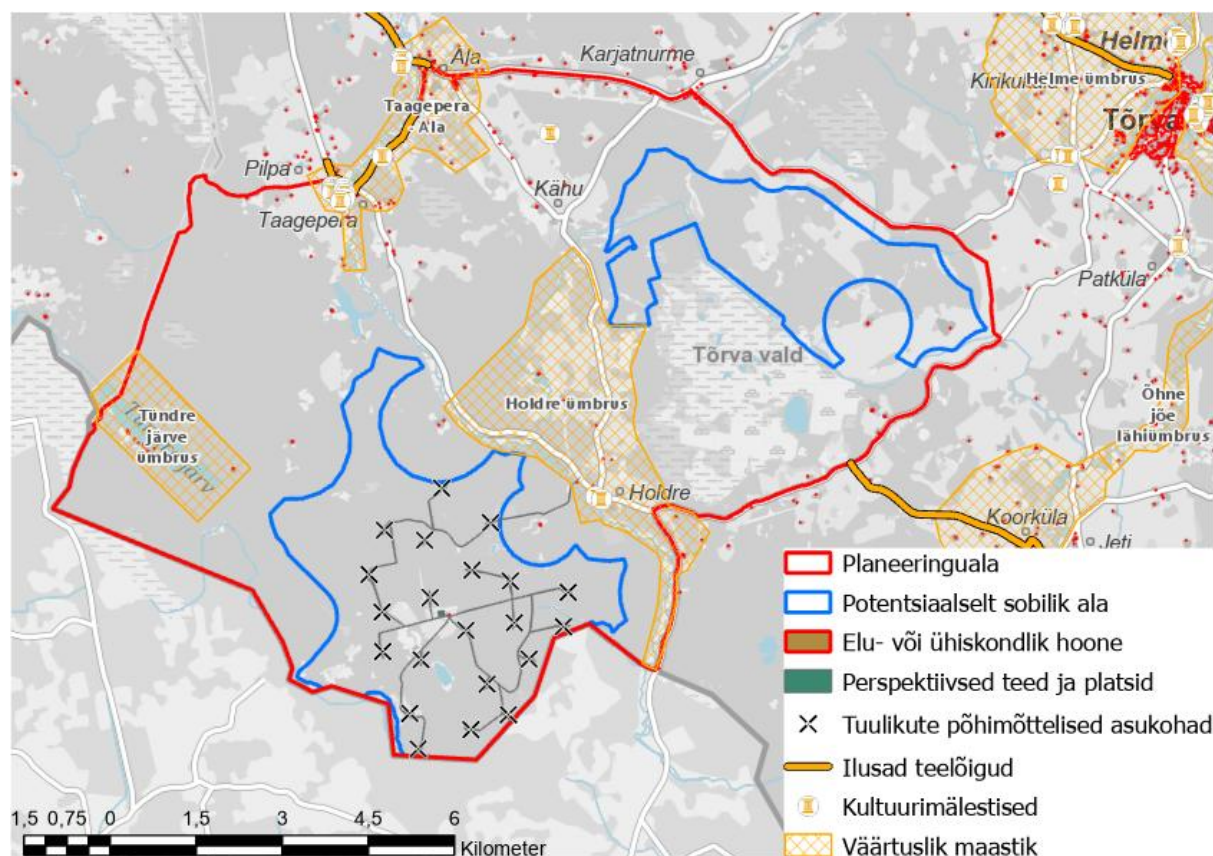 Ala
Karjatnurme
Helme
Kirikuküla
Helme ümbrus
Taagepera
- Ala
Tõrva
Pilpa
Kähu
Taagepera
Patküla
Tõrva vald
Holdre ümbrus
Õhne
jõe
lähiümbrus
Tündre
järve
ümbrus
järv
Holdre
Koorküla
Jeti
Planeeringuala
Potentsiaalselt sobilik ala
Elu- või ühiskondlik hoone
Perspektiivsed teed ja platsid
Tuulikute põhimõttelised asukohad
Ilusad teelõigud
Kultuurimälestised
Väärtuslik maastik
1,5 0,75 0 1,5 3 4,5 6
Kilometer